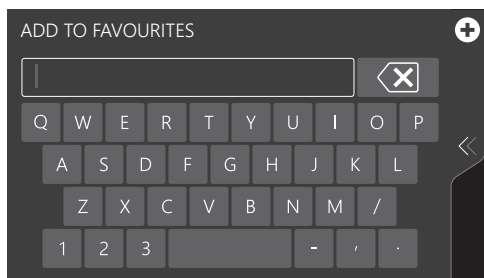 ADD TO FAVOURITES
Q W E R T Y U I O P
A S D F G H J K L
Z X C V B N M /
1 2 3 - , .